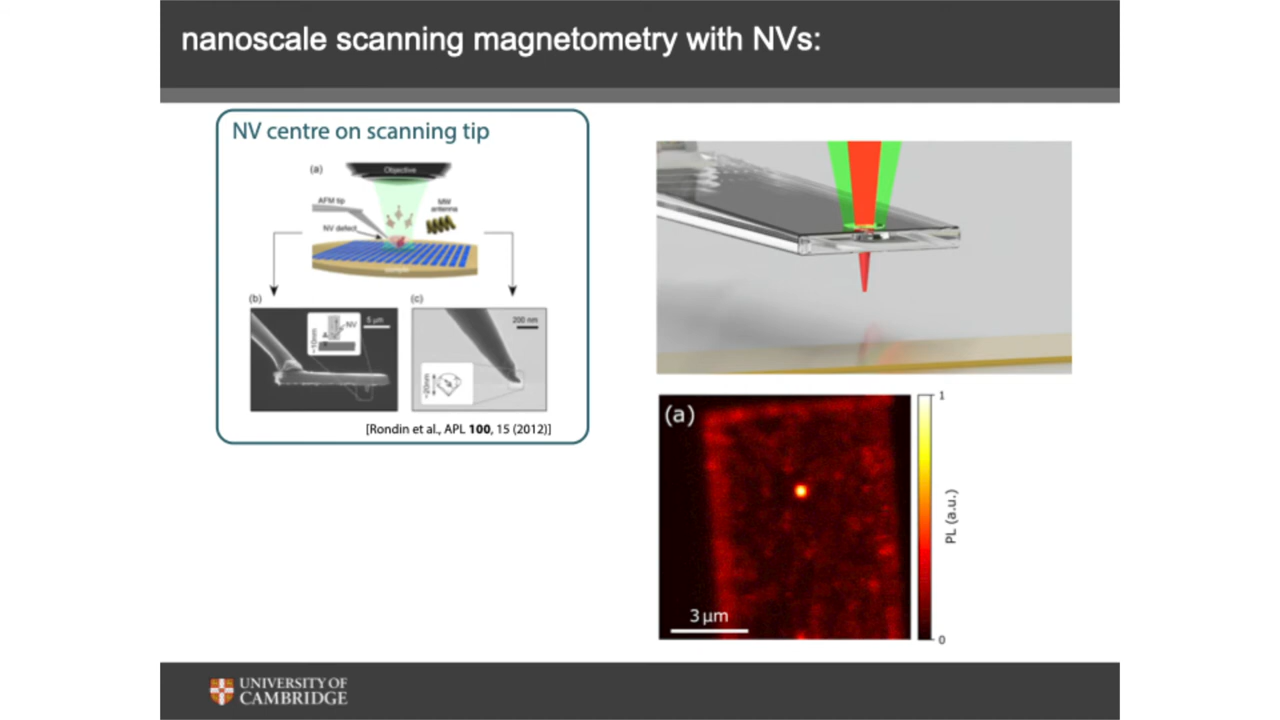 nanoscale scanning magnetometry with NVs:
NV centre on scanning tip
(a)
Objective
AFM tip
MW
antenna
NV defect
sample
(b)
(c)
NV
5 µm
~10nm
200 nm
~20nm
[Rondin et al., APL 100, 15 (2012)]
(a)
3 µm
1
PL (a.u.)
0
UNIVERSITY OF
CAMBRIDGE